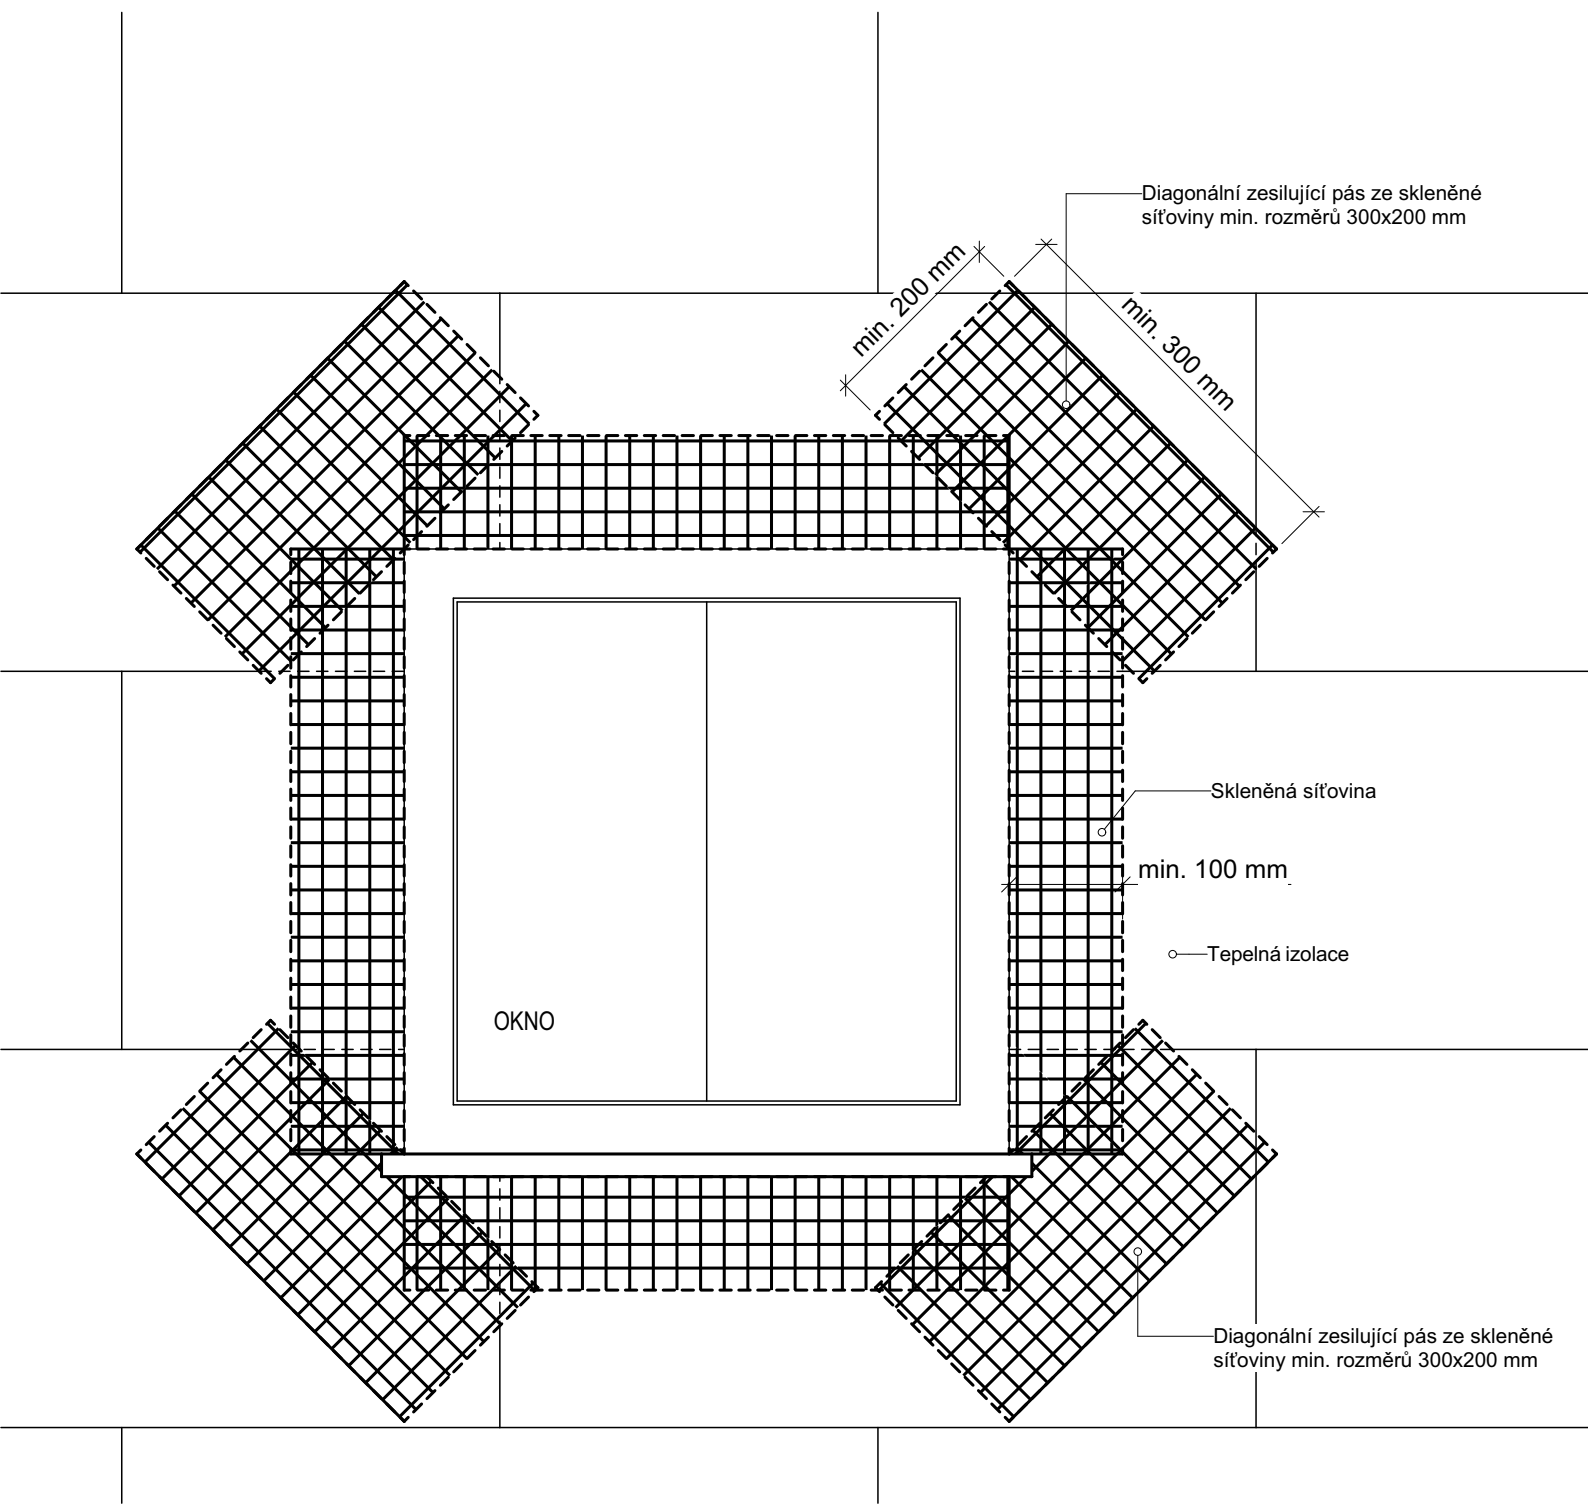 Diagonální zesilující pás ze skleněné
síťoviny min. rozměrů 300x200 mm
min. 200 mm
min. 300 mm
Skleněná síťovina
min. 100 mm
Tepelná izolace
OKNO
Diagonální zesilující pás ze skleněné
síťoviny min. rozměrů 300x200 mm